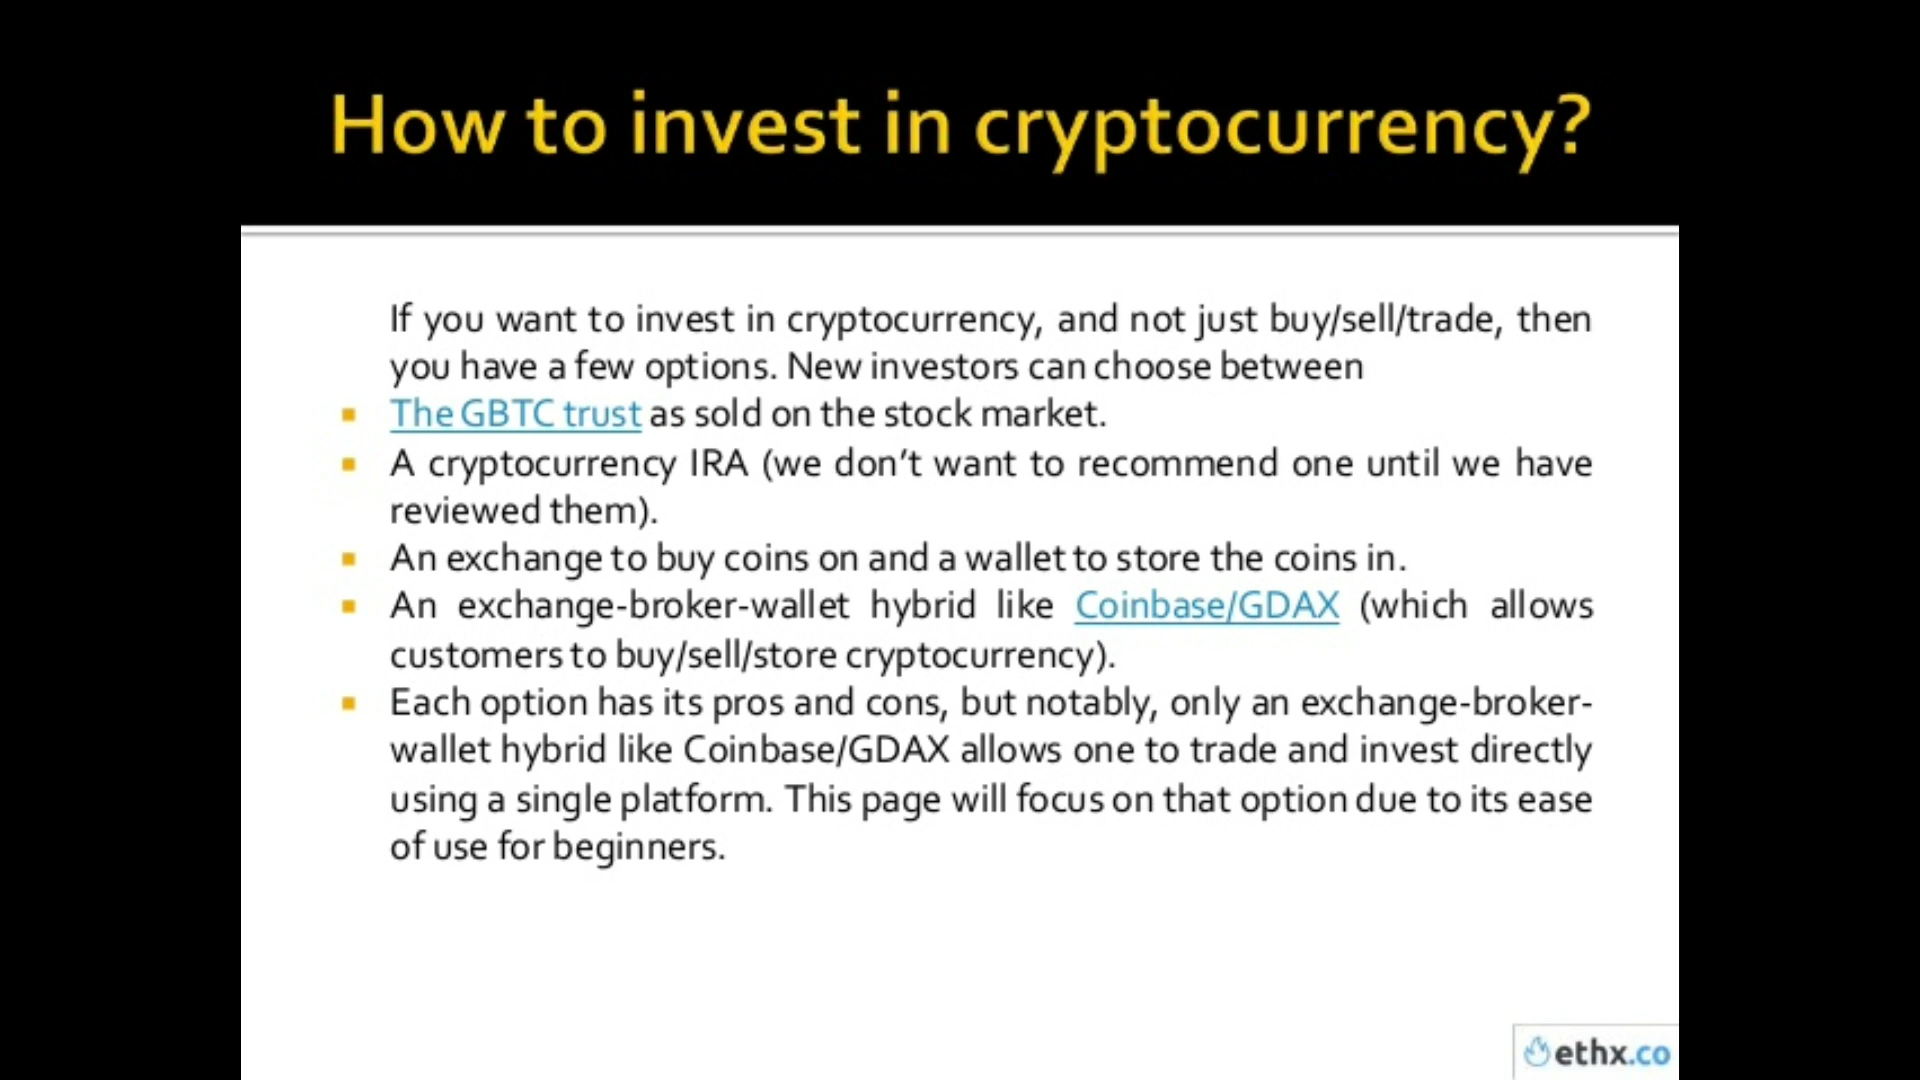 How to invest in cryptocurrency?
If you want to invest in cryptocurrency, and not just buy/sell/trade, then
you have a few options. New investors can choose between
The GBTC trust as sold on the stock market.
A cryptocurrency IRA (we don't want to recommend one until we have
reviewed them).
An exchange to buy coins on and a wallet to store the coins in.
An exchange-broker-wallet hybrid like Coinbase/GDAX (which allows
customers to buy/sell/store cryptocurrency).
Each option has its pros and cons, but notably, only an exchange-broker-
wallet hybrid like Coinbase/GDAX allows one to trade and invest directly
using a single platform. This page will focus on that option due to its ease
of use for beginners.
ethx.co